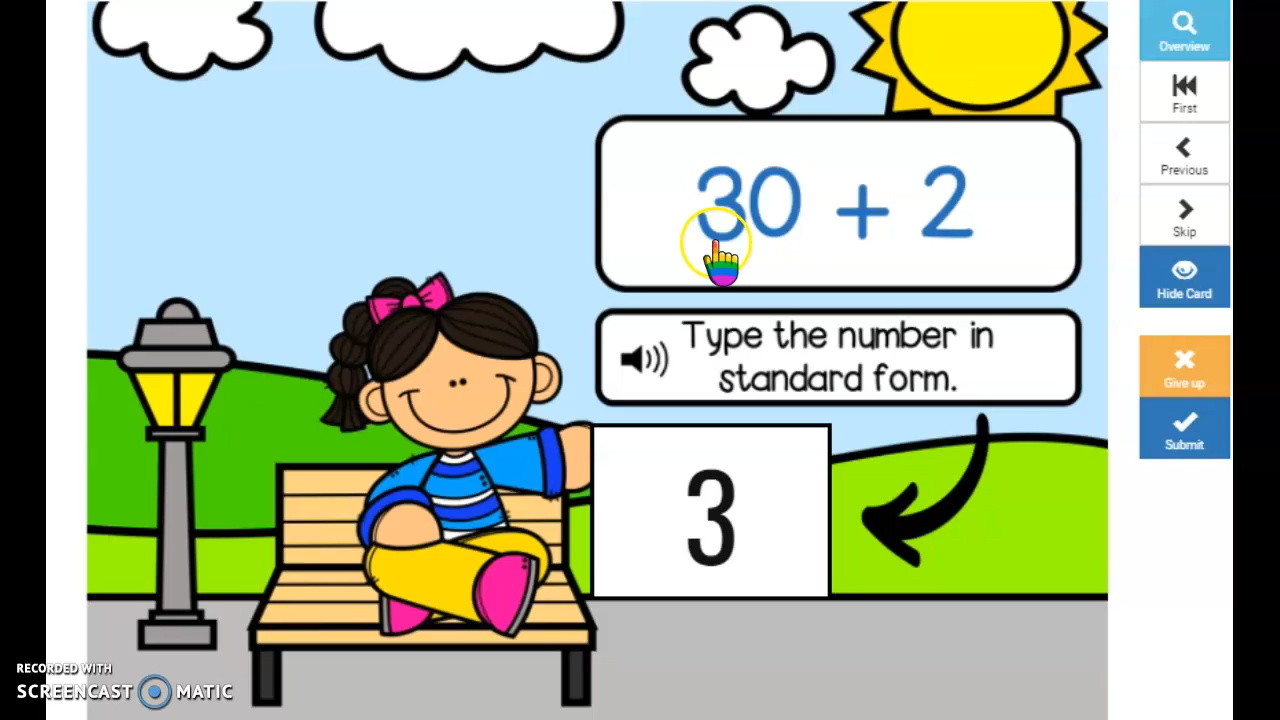 30 + 2
Type the number in
standard form.
3
Overview
First
Previous
Skip
Hide Card
Give up
Submit
RECORDED WITH
SCREENCAST MATIC